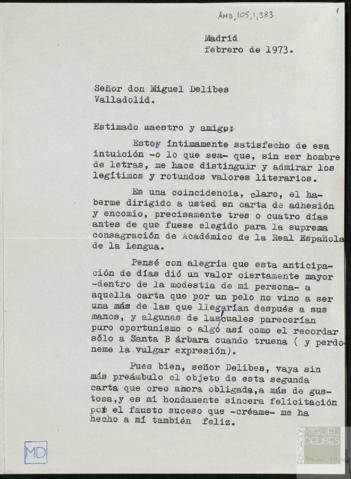 AMD,105,1,383
Madrid
febrero de 1973.
Señor don Miguel Delibes
Valladolid.
Estimado maestro y amigo:
Estoy íntimamente satisfecho de esa
intuición -o lo que sea- que, sin ser hombre
de letras, me hace distinguir y admirar los
legítimos y rotundos valores literarios.
Es una coincidencia, claro, el ha-
berme dirigido a usted en carta de adhesión
y encomio, precisamente tres o cuatro días
antes de que fuese elegido para la suprema
consagración de Académico de la Real Española
de la Lengua.
Pensé con alegría que esta anticipa-
ción de días dió un valor ciertamente mayor
-dentro de la modestia de mi persona- a
aquella carta que por un pelo no vino a ser
una más de las que llegarían después a sus
manos, y algunas de las cuales parecerían
puro oportunismo o algo así como el recordar
sólo a Santa B árbara cuando truena ( y perdó-
neme la vulgar expresión).
Pues bien, señor Delibes, vaya sin
más preámbulo el objeto de esta segunda
carta que creo ahora obligada,a más de gus-
tosa,y es mi hondamente sincera felicitación
por el fausto suceso que -créame- me ha
hecho a mí también feliz.
MD
MIGUEL
DELIBES